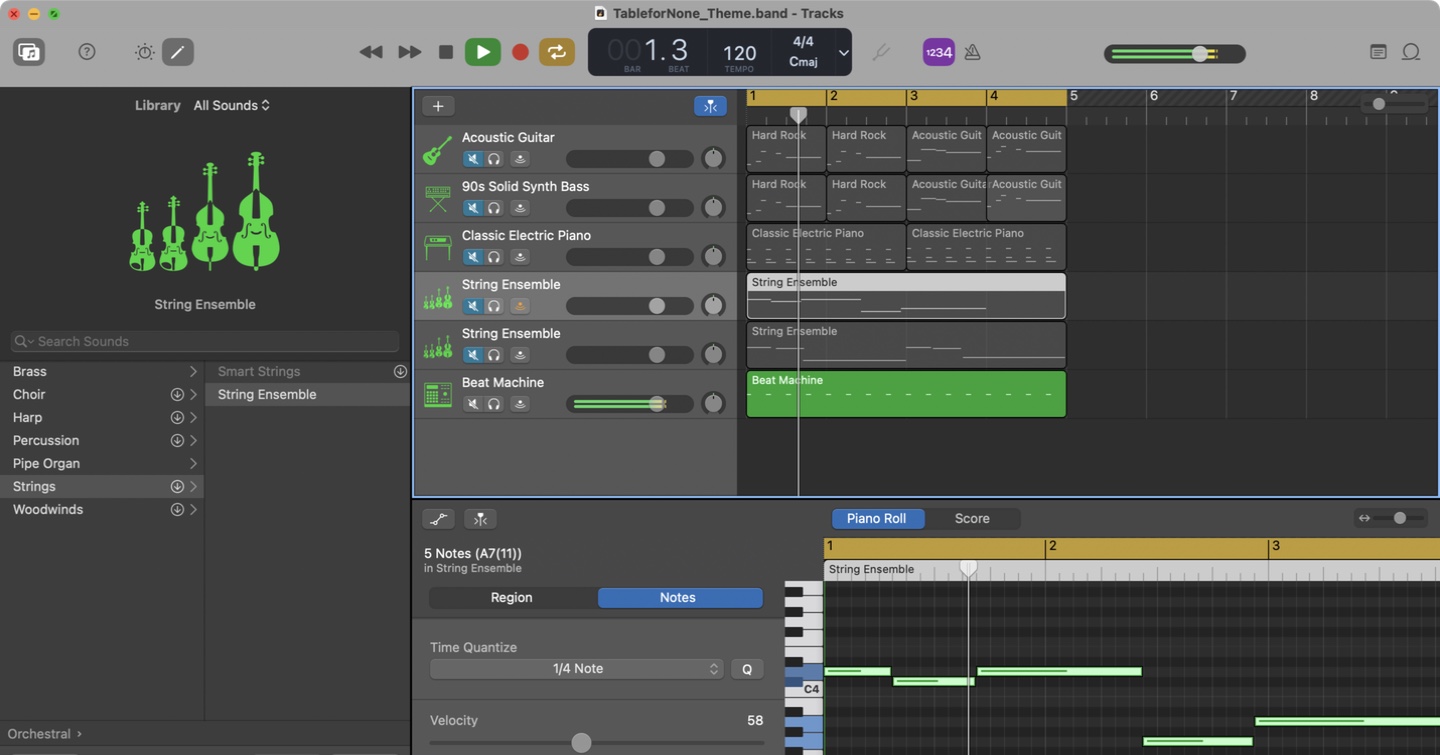 TableforNone_Theme.band - Tracks
001.3
BAR BEAT
120
TEMPO
4/4
Cmaj
1234
Library All Sounds
String Ensemble
Search Sounds
Brass
Choir
Harp
Percussion
Pipe Organ
Strings
Woodwinds
Smart Strings
String Ensemble
Orchestral
1 2 3 4 5 6 7 8
Acoustic Guitar
Hard Rock Hard Rock Acoustic Guit Acoustic Guit
90s Solid Synth Bass
Hard Rock Hard Rock Acoustic Guita Acoustic Guit
Classic Electric Piano
Classic Electric Piano Classic Electric Piano
String Ensemble
String Ensemble
String Ensemble
String Ensemble
Beat Machine
Beat Machine
Piano Roll Score
5 Notes (A7(11))
in String Ensemble
Region Notes
Time Quantize
1/4 Note Q
Velocity 58
1 2 3
String Ensemble
C4